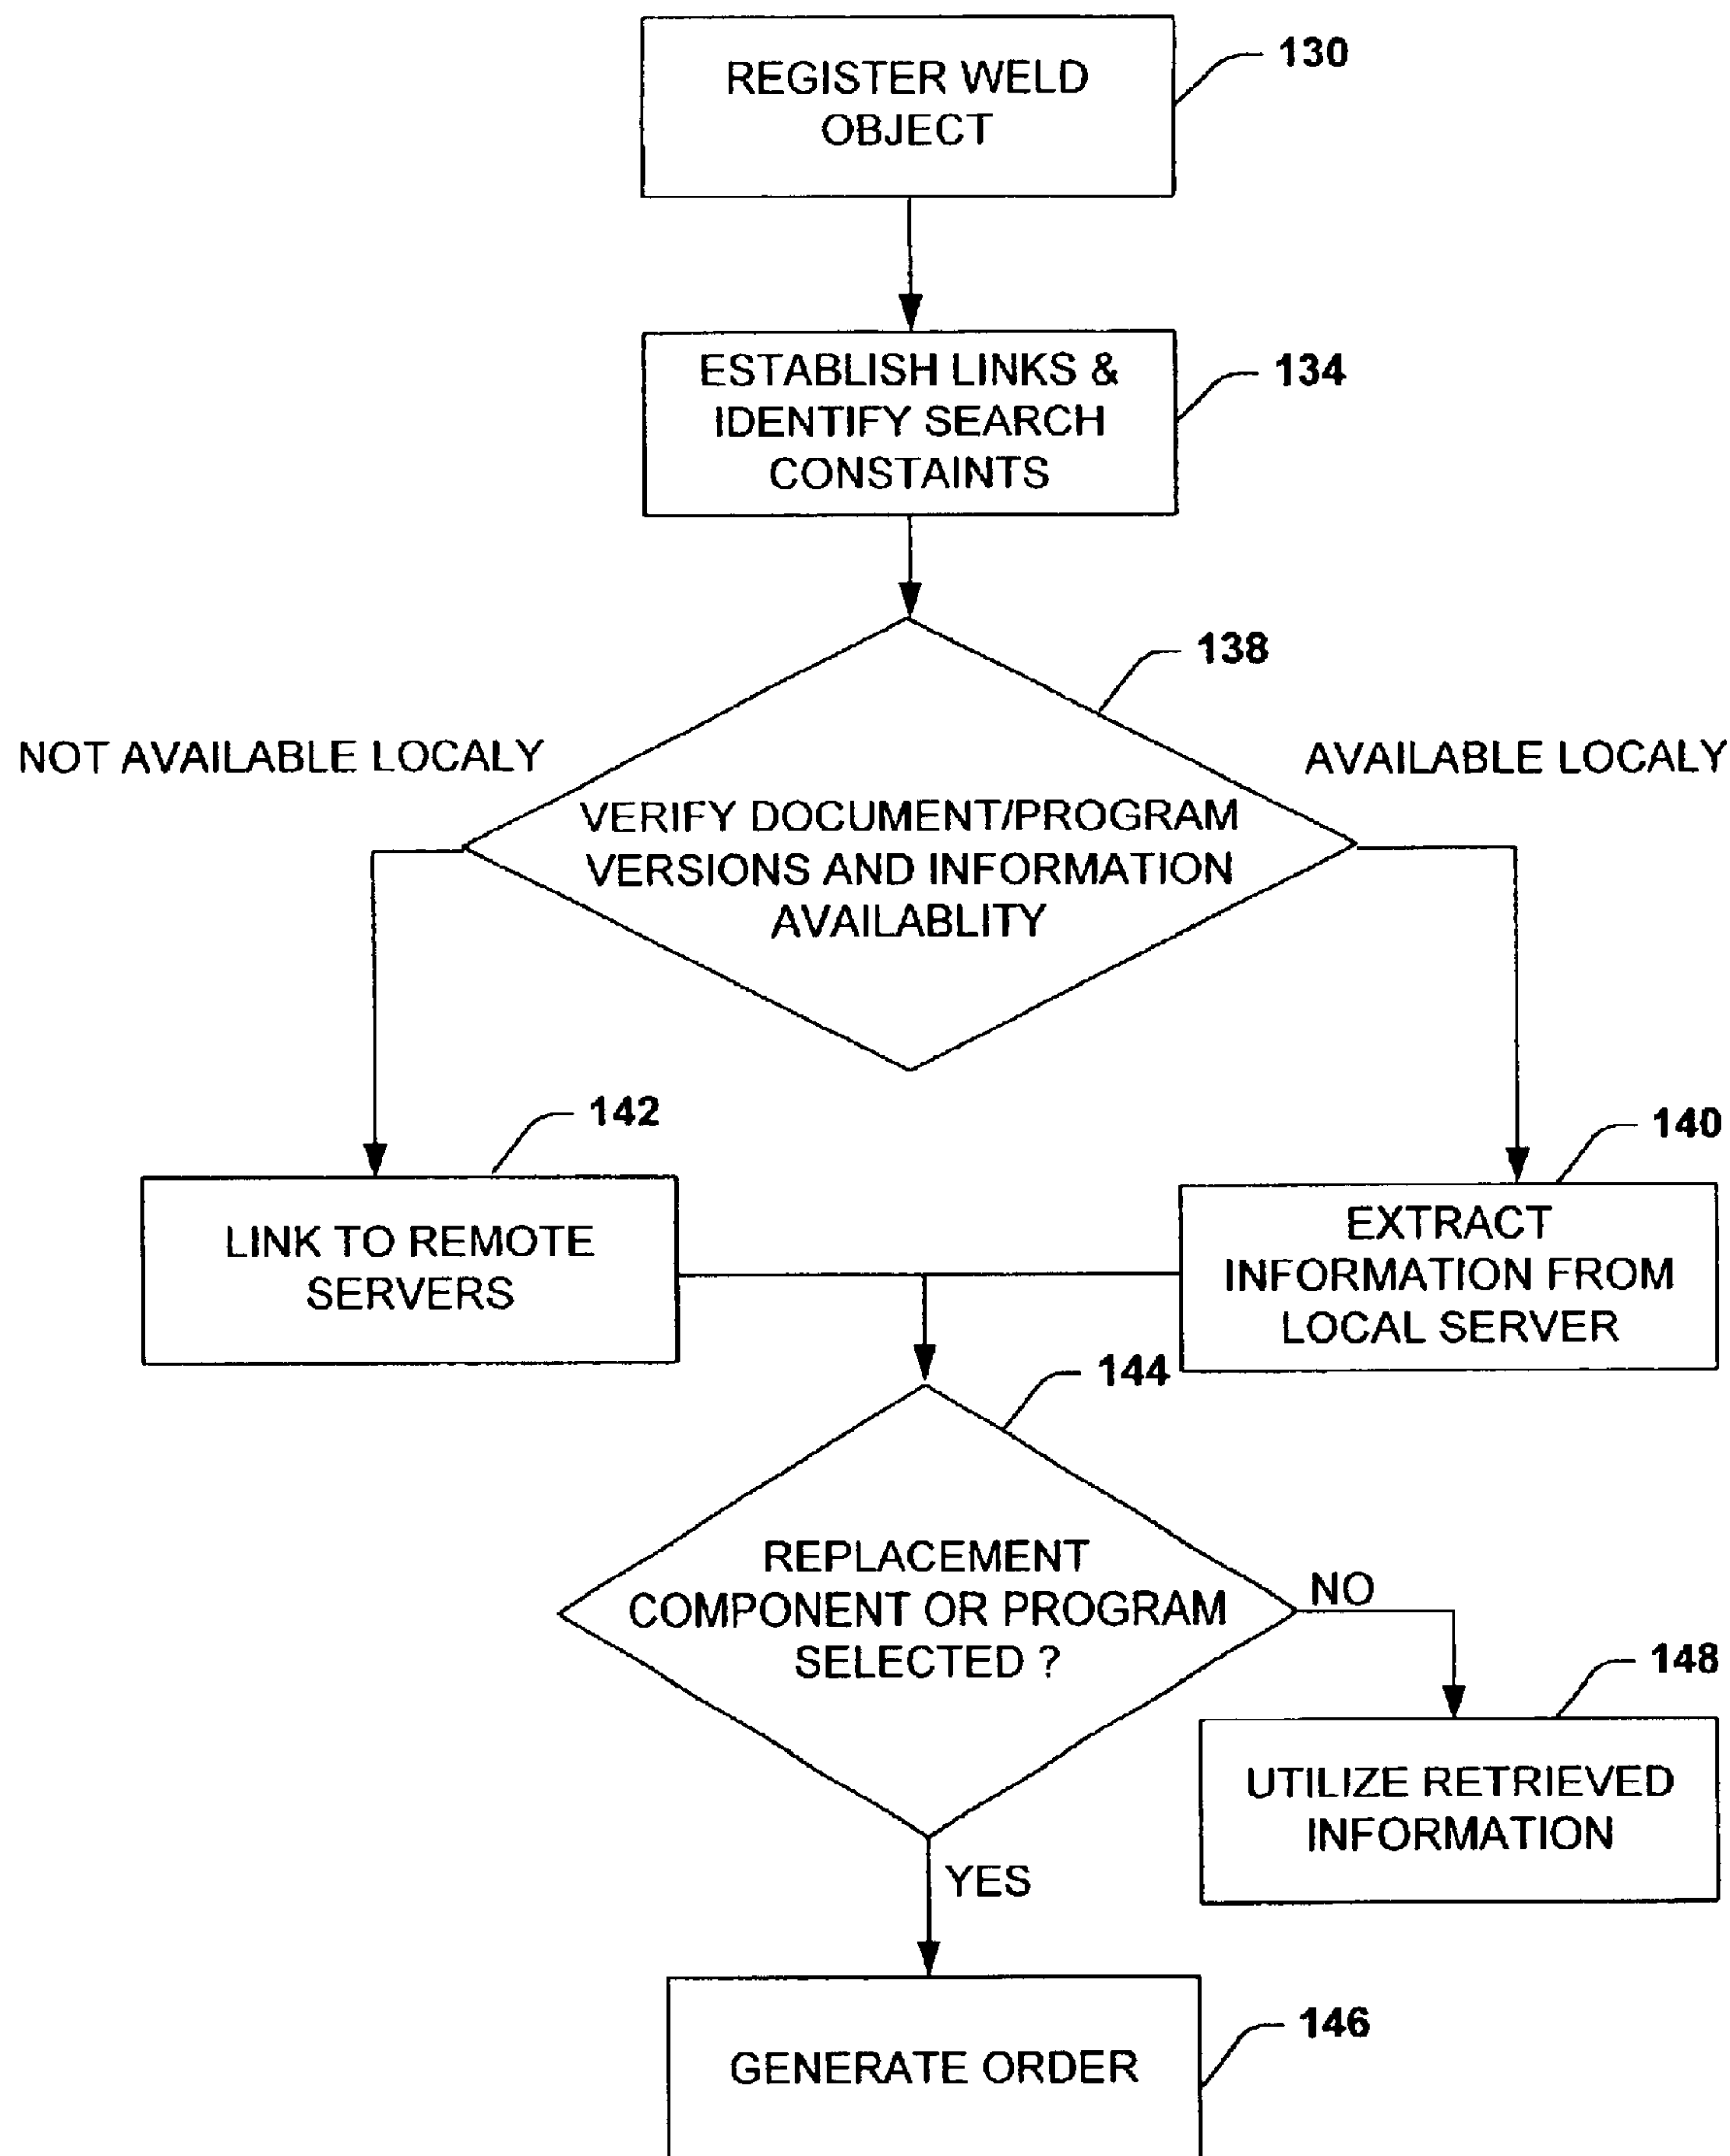 REGISTER WELD
OBJECT
130
ESTABLISH LINKS &
IDENTIFY SEARCH
CONSTAINTS
134
138
NOT AVAILABLE LOCALY
AVAILABLE LOCALY
VERIFY DOCUMENT/PROGRAM
VERSIONS AND INFORMATION
AVAILABLITY
142
140
LINK TO REMOTE
SERVERS
EXTRACT
INFORMATION FROM
LOCAL SERVER
144
REPLACEMENT
COMPONENT OR PROGRAM
SELECTED ?
NO
148
UTILIZE RETRIEVED
INFORMATION
YES
146
GENERATE ORDER